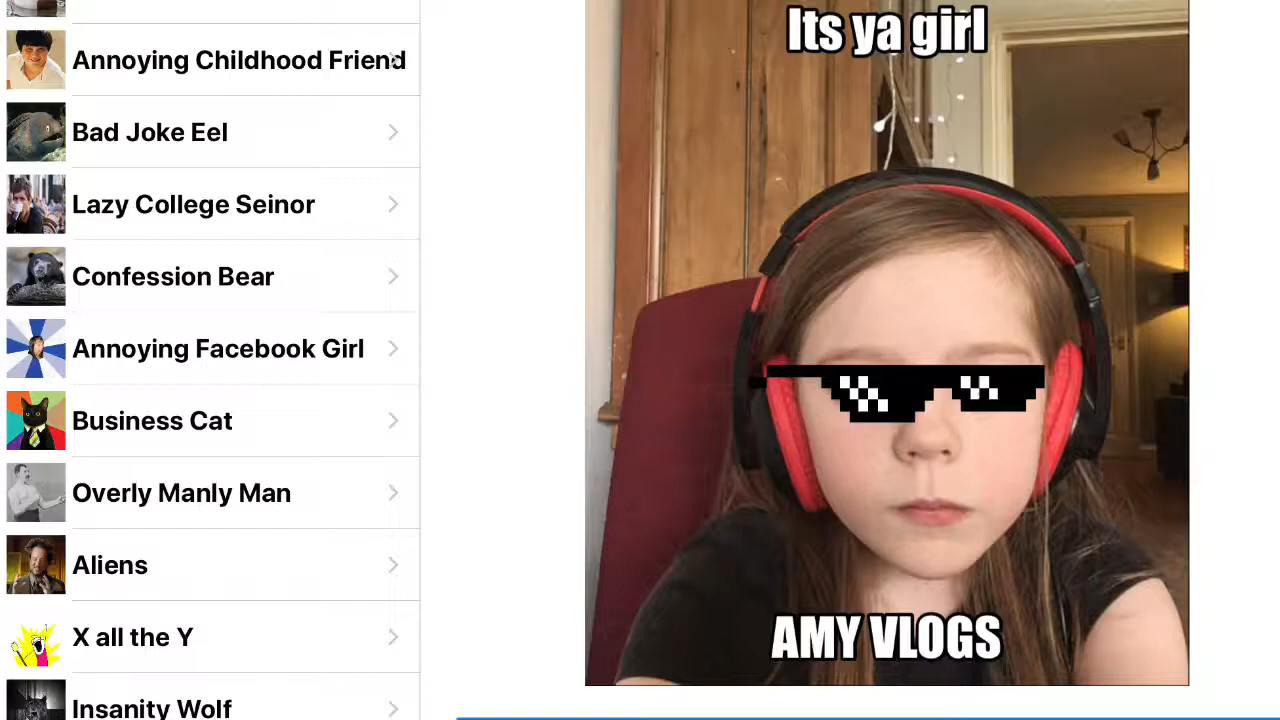 Annoying Childhood Friend
Bad Joke Eel
Lazy College Seinor
Confession Bear
Annoying Facebook Girl
Business Cat
Overly Manly Man
Aliens
X all the Y
Insanity Wolf
Its ya girl
AMY VLOGS